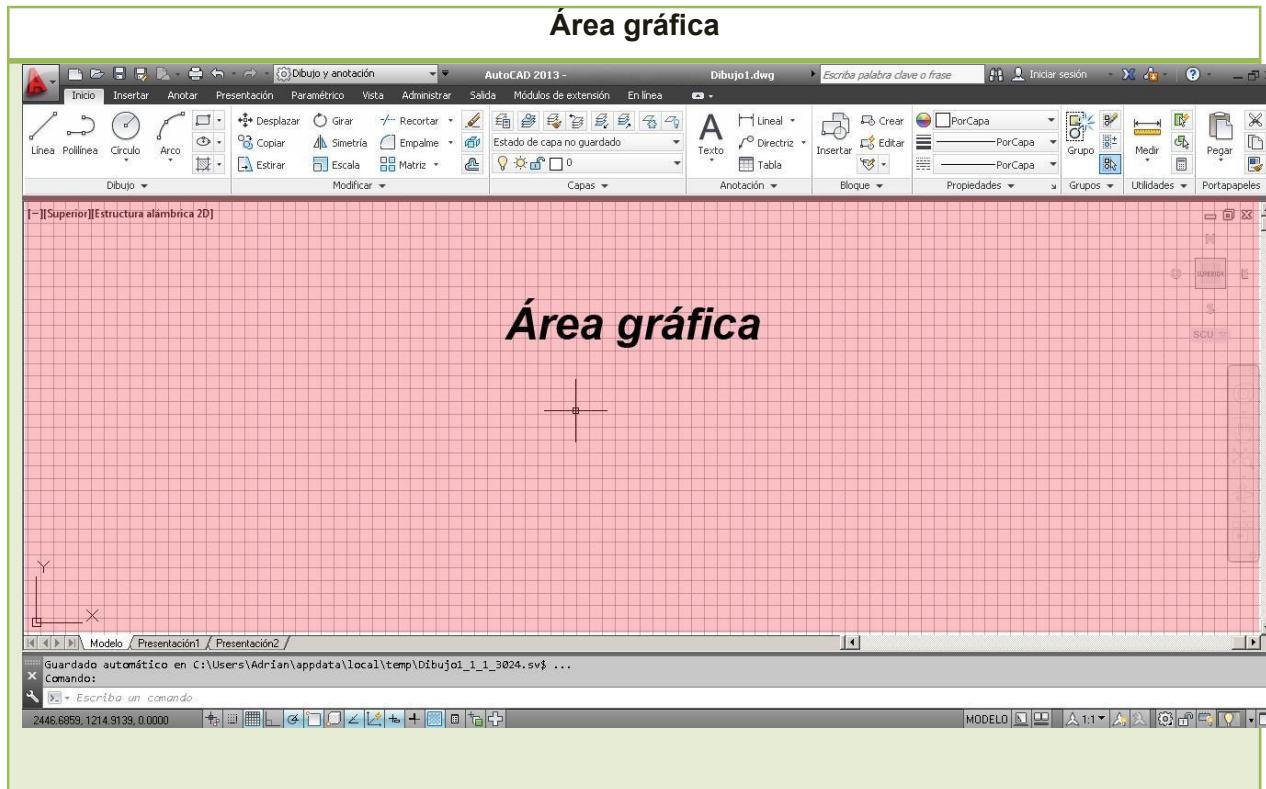 Área gráfica
Dibujo y anotación AutoCAD 2013 - Dibujo1.dwg Escriba palabra clave o frase Iniciar sesión
Inicio Insertar Anotar Presentación Paramétrico Vista Administrar Salida Módulos de extensión En línea
Línea Polilínea Círculo Arco
Desplazar Girar Recortar
Copiar Simetría Empalme
Estirar Escala Matriz
Estado de capa no guardado
0
Texto
Lineal
Directriz
Tabla
Insertar
Crear
Editar
PorCapa
PorCapa
PorCapa
Grupo
Medir
Pegar
Dibujo Modificar Capas Anotación Bloque Propiedades Grupos Utilidades Portapapeles
[−][Superior][Estructura alámbrica 2D]
N
SUPERIOR E
S
SCU
Área gráfica
Y
X
Modelo Presentación1 Presentación2
Guardado automático en C:\Users\Adrian\appdata\local\temp\Dibujo1_1_1_3024.sv$ ...
Comando:
Escriba un comando
2446.6859, 1214.9139, 0.0000 MODELO 1:1